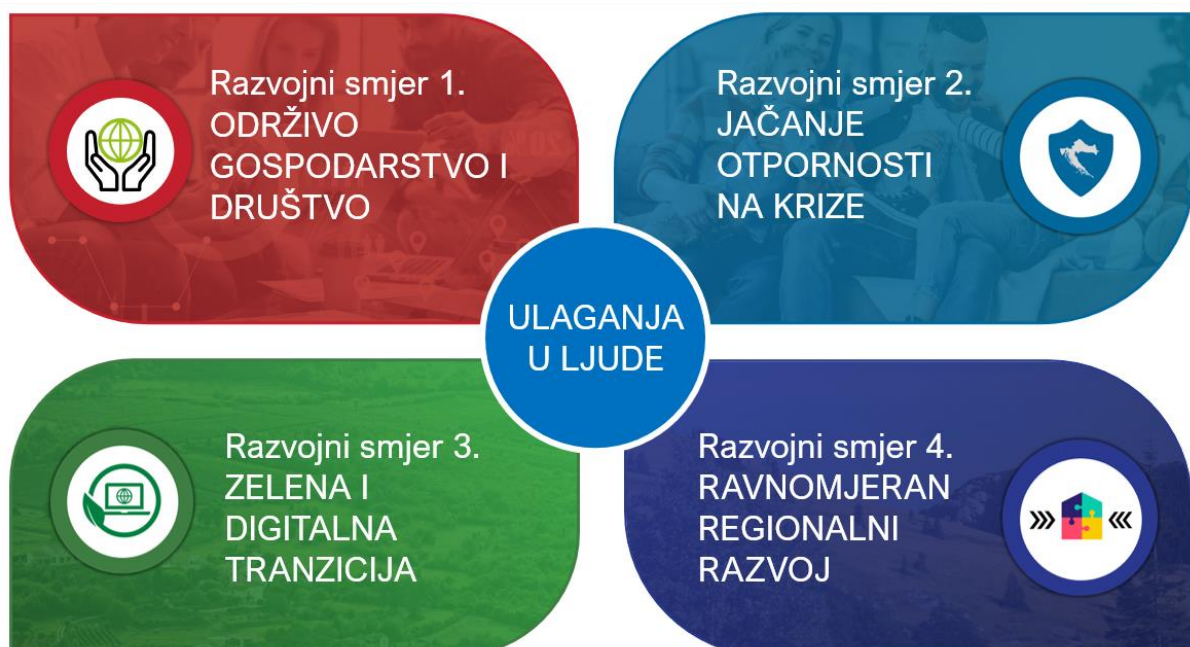 Razvojni smjer 1.
ODRŽIVO
GOSPODARSTVO I
DRUŠTVO
Razvojni smjer 2.
JAČANJE
OTPORNOSTI
NA KRIZE
ULAGANJA
U LJUDE
Razvojni smjer 3.
ZELENA I
DIGITALNA
TRANZICIJA
Razvojni smjer 4.
RAVNOMJERAN
REGIONALNI
RAZVOJ